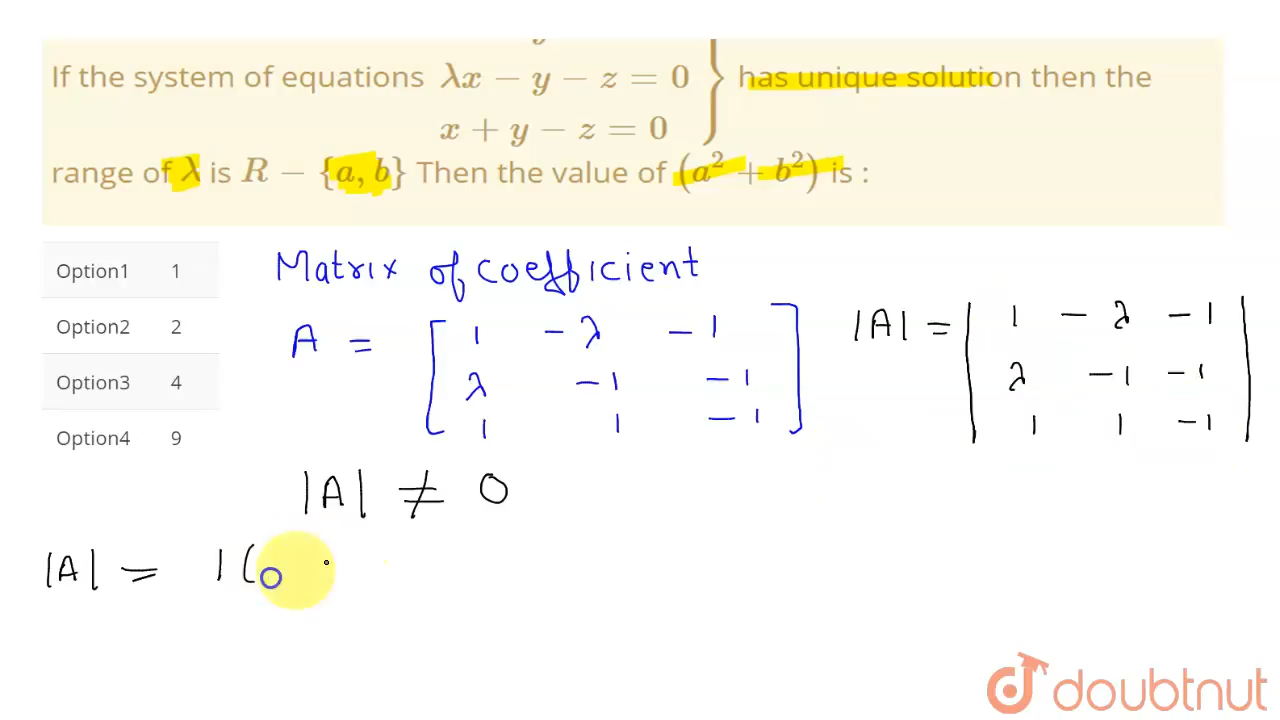 If the system of equations λx − y − z = 0 } has unique solution then the
x + y − z = 0
range of λ is R − {a, b} Then the value of (a² + b²) is :
Option1 1
Option2 2
Option3 4
Option4 9
Matrix of coefficient
A = [ 1 −λ −1
λ −1 −1
1 1 −1 ]
|A| = | 1 −λ −1
λ −1 −1
1 1 −1 |
|A| ≠ 0
|A| = 1(0
doubtnut